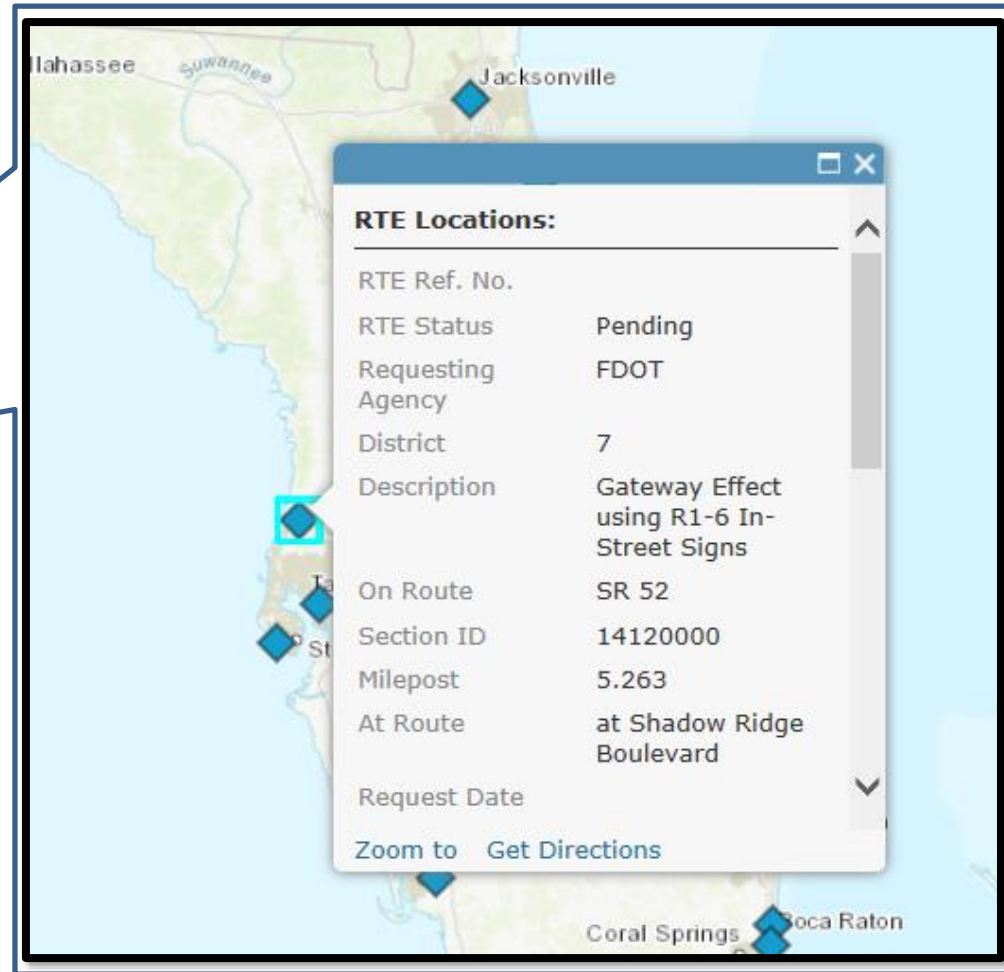 llahassee
Suwannee
Jacksonville
RTE Locations:
RTE Ref. No.
RTE Status Pending
Requesting Agency FDOT
District 7
Description Gateway Effect
using R1-6 In-
Street Signs
On Route SR 52
Section ID 14120000
Milepost 5.263
At Route at Shadow Ridge
Boulevard
Request Date
Zoom to Get Directions
Ta
St
Coral Springs
Boca Raton